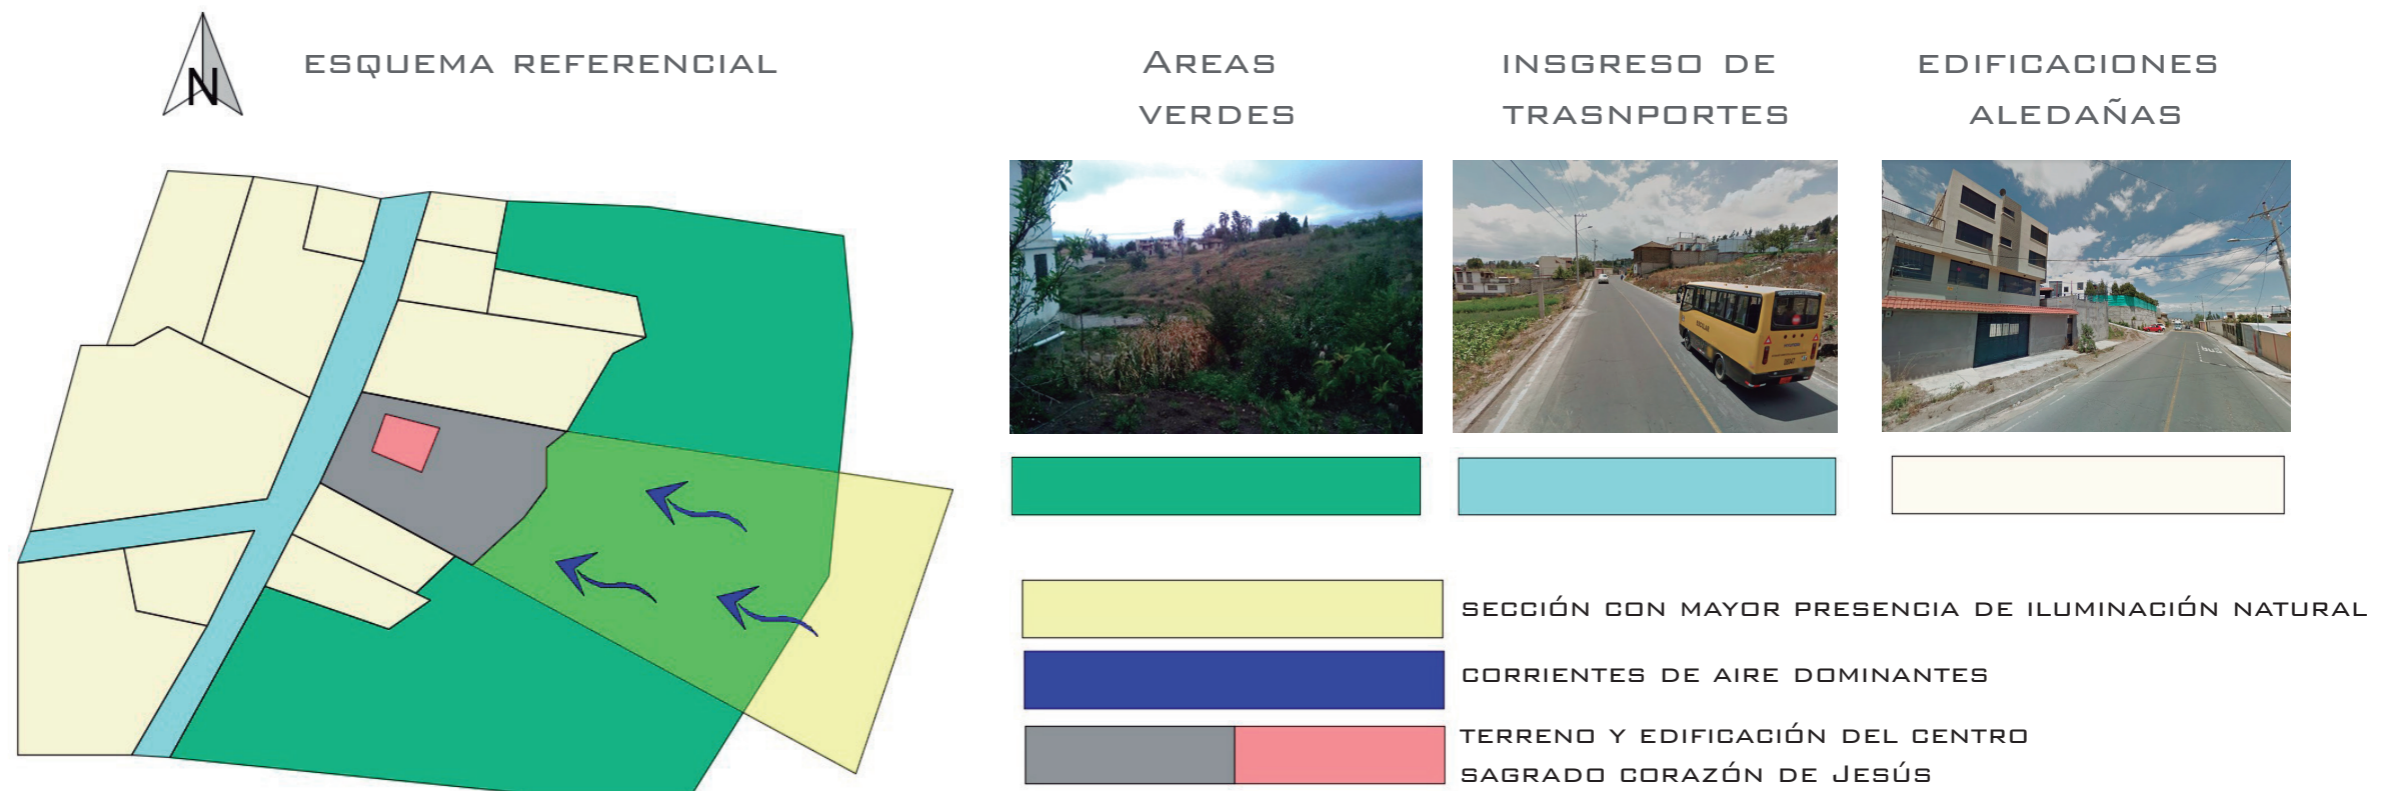 N
ESQUEMA REFERENCIAL
AREAS
VERDES
INSGRESO DE
TRASNPORTES
EDIFICACIONES
ALEDAÑAS
SECCIÓN CON MAYOR PRESENCIA DE ILUMINACIÓN NATURAL
CORRIENTES DE AIRE DOMINANTES
TERRENO Y EDIFICACIÓN DEL CENTRO
SAGRADO CORAZÓN DE JESÚS